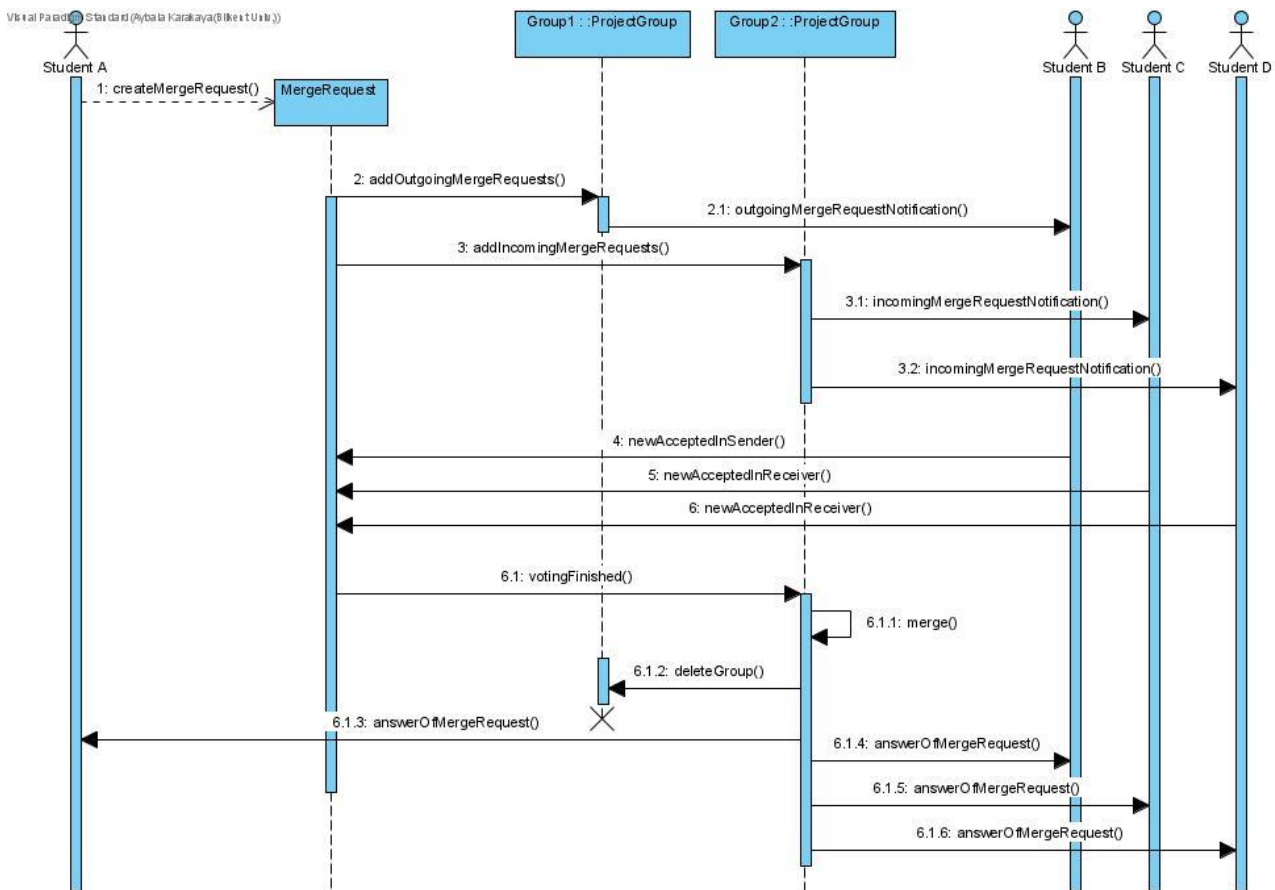 Visual Paradigm Standard (Aybala Karakaya(Bilkent Univ.))
Group1 : :ProjectGroup
Group2 : :ProjectGroup
Student A
Student B
Student C
Student D
1: createMergeRequest()
MergeRequest
2: addOutgoingMergeRequests()
2.1: outgoingMergeRequestNotification()
3: addIncomingMergeRequests()
3.1: incomingMergeRequestNotification()
3.2: incomingMergeRequestNotification()
4: newAcceptedInSender()
5: newAcceptedInReceiver()
6: newAcceptedInReceiver()
6.1: votingFinished()
6.1.1: merge()
6.1.2: deleteGroup()
6.1.3: answerOfMergeRequest()
6.1.4: answerOfMergeRequest()
6.1.5: answerOfMergeRequest()
6.1.6: answerOfMergeRequest()